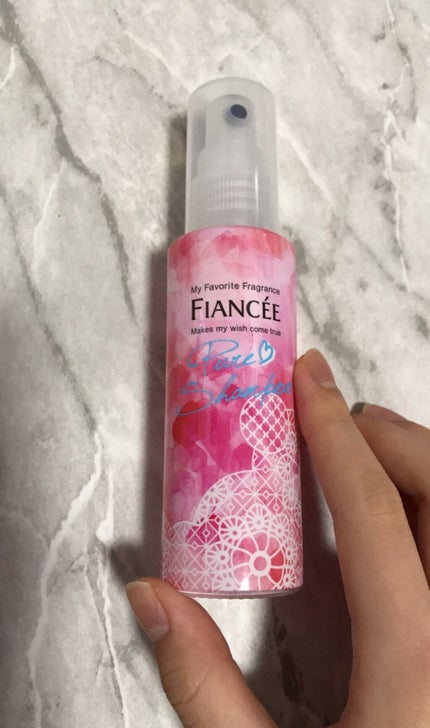 My Favorite Fragrance
FIANCÉE
Makes my wish come true
Pure
Shampoo